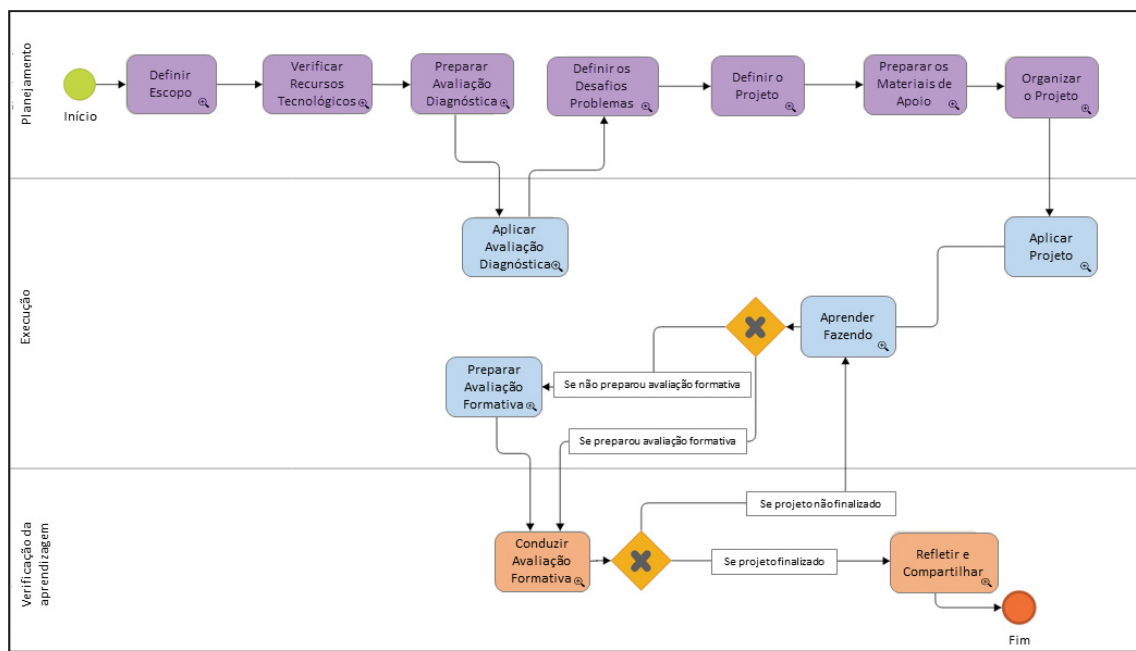 Planejamento
Início
Definir
Escopo
Verificar
Recursos
Tecnológicos
Preparar
Avaliação
Diagnóstica
Definir os
Desafios
Problemas
Definir o
Projeto
Preparar os
Materiais de
Apoio
Organizar
o Projeto
Execução
Aplicar
Avaliação
Diagnóstica
Aplicar
Projeto
Aprender
Fazendo
Preparar
Avaliação
Formativa
Se não preparou avaliação formativa
Se preparou avaliação formativa
Verificação da
aprendizagem
Conduzir
Avaliação
Formativa
Se projeto não finalizado
Se projeto finalizado
Refletir e
Compartilhar
Fim